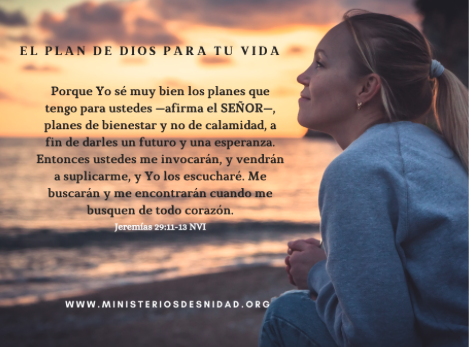 EL PLAN DE DIOS PARA TU VIDA
Porque Yo sé muy bien los planes que
tengo para ustedes —afirma el SEÑOR—,
planes de bienestar y no de calamidad, a
fin de darles un futuro y una esperanza.
Entonces ustedes me invocarán, y vendrán
a suplicarme, y Yo los escucharé. Me
buscarán y me encontrarán cuando me
busquen de todo corazón.
Jeremías 29:11-13 NVI
WWW.MINISTERIOSDESNIDAD.ORG